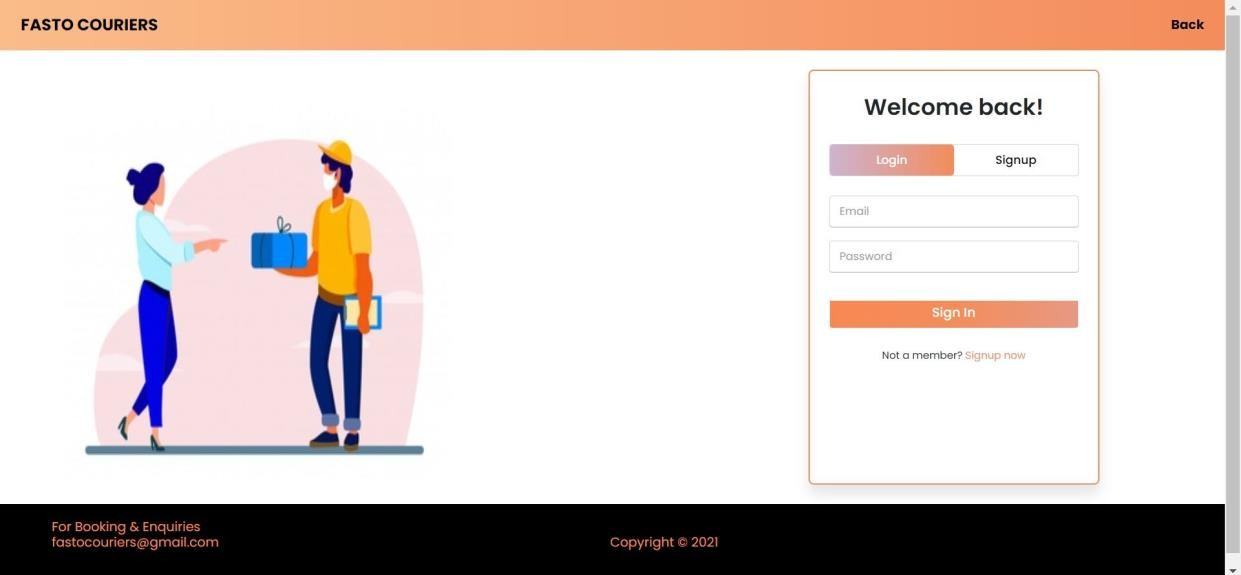 FASTO COURIERS
Back
Welcome back!
Login
Signup
Email
Password
Sign In
Not a member? Signup now
For Booking & Enquiries
fastocouriers@gmail.com
Copyright © 2021